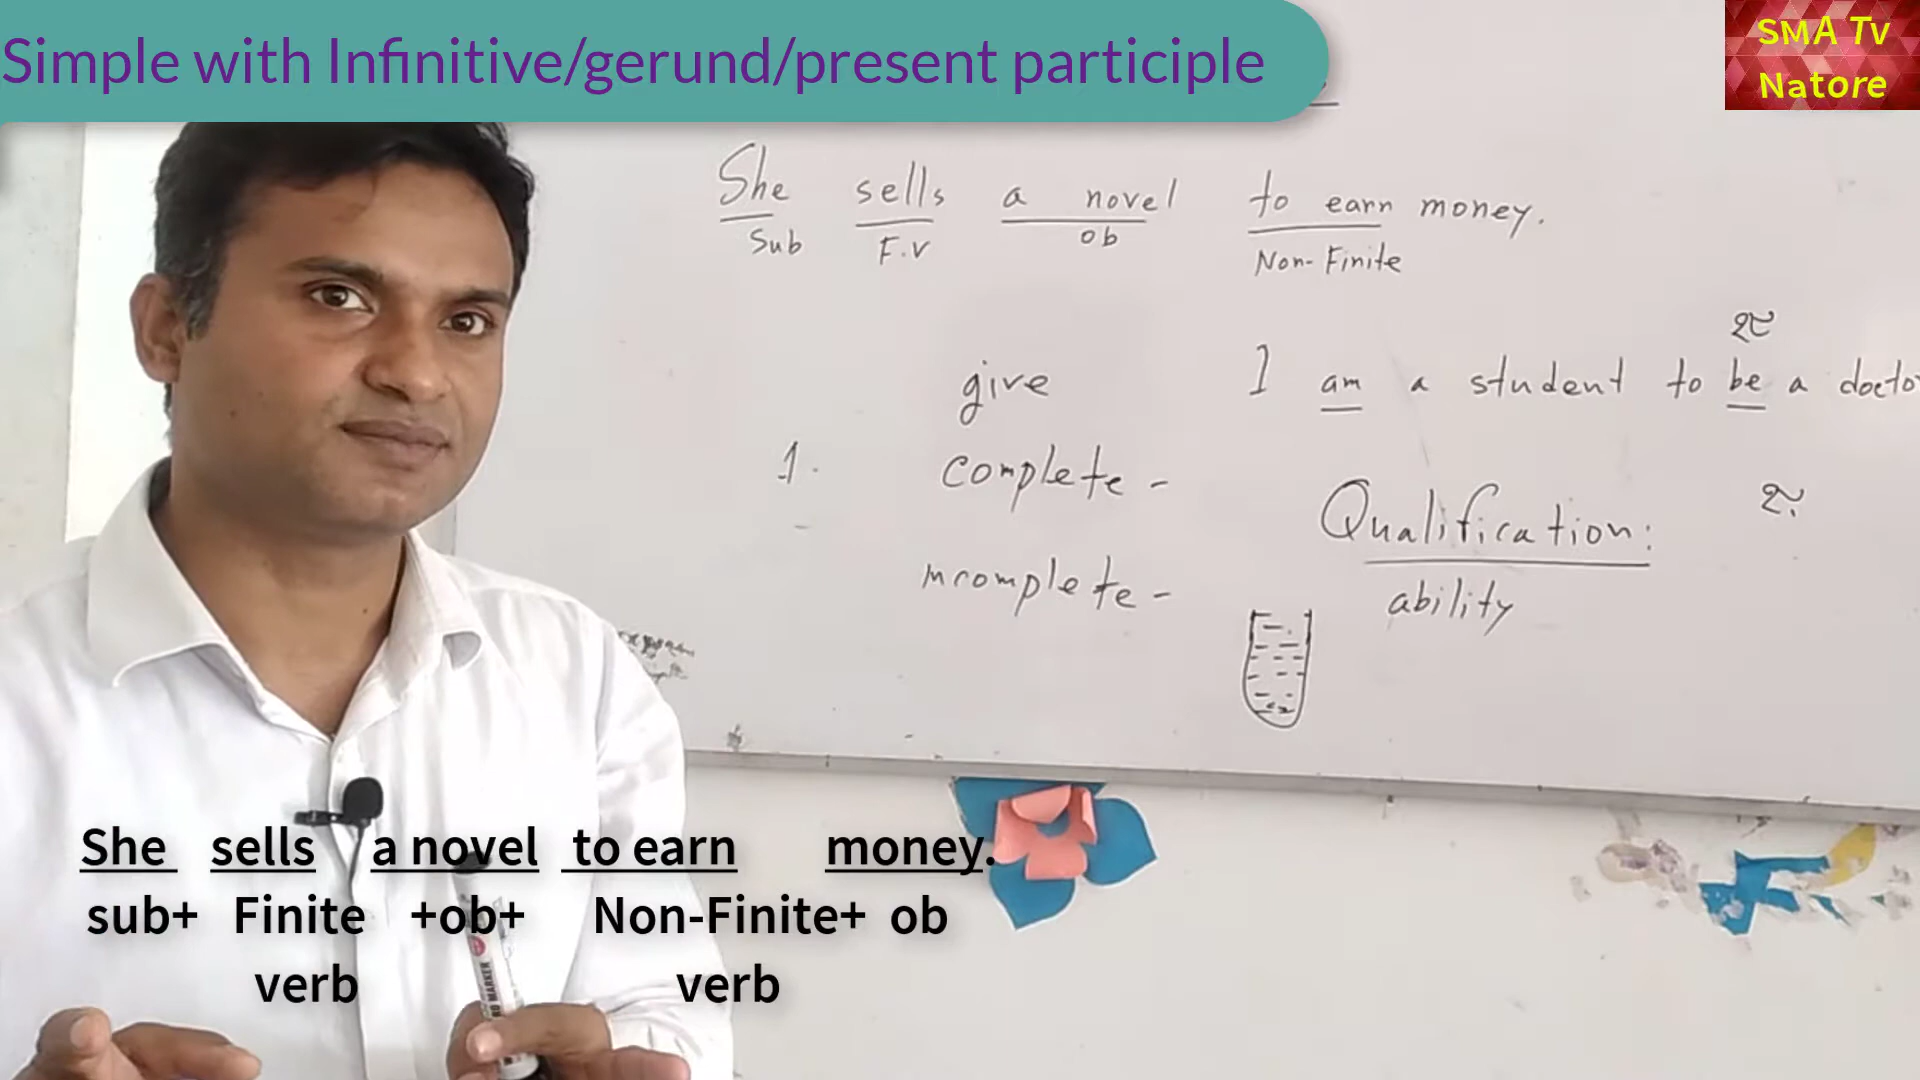 Simple with Infinitive/gerund/present participle
SMA Tv
Natore
She sells a novel to earn money.
Sub F.V ob Non-Finite
হতে
give I am a student to be a docto
1. complete - Qualification:
incomplete - ability
She sells a novel to earn money.
sub+ Finite +ob+ Non-Finite+ ob
verb verb